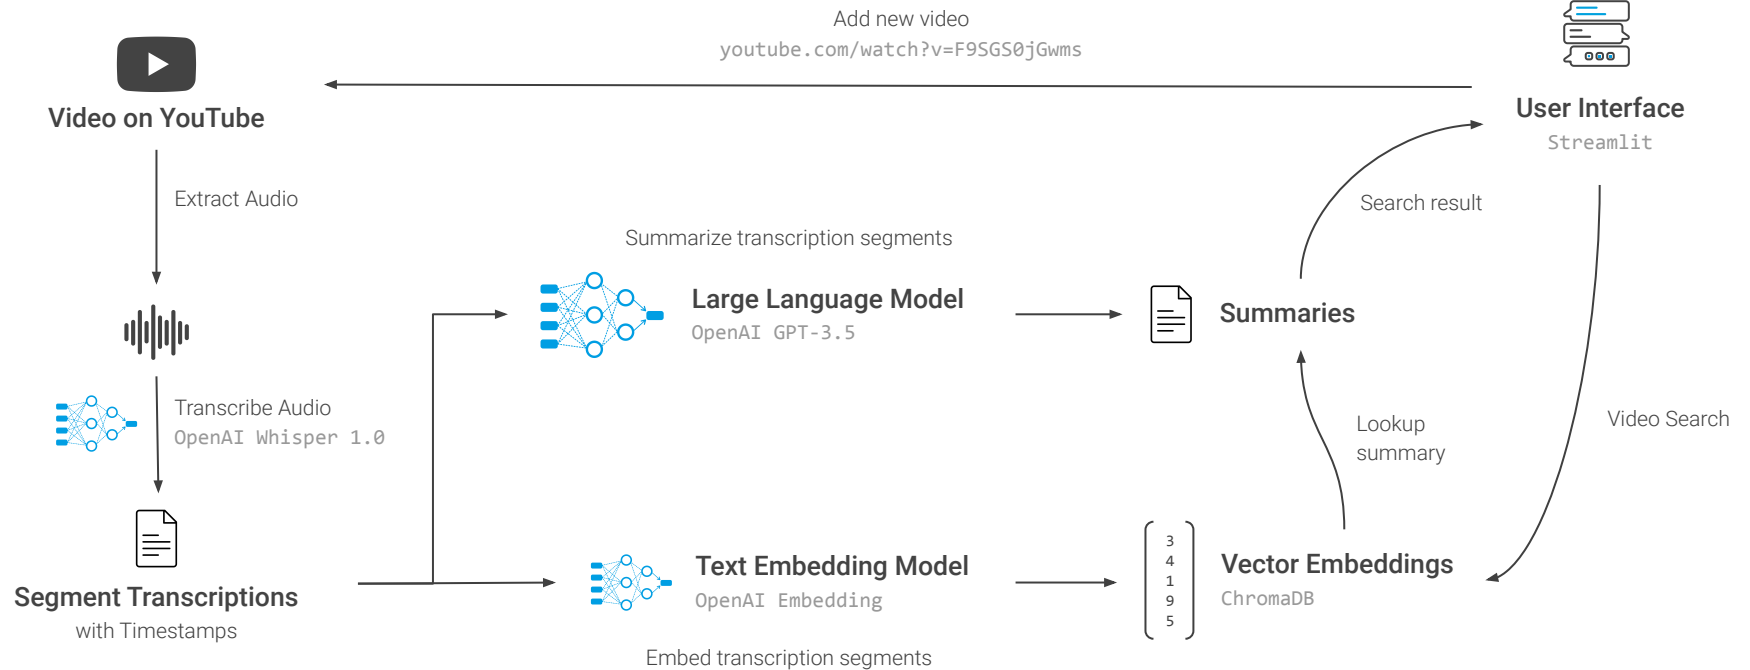 Add new video
youtube.com/watch?v=F9SGS0jGwms
Video on YouTube
User Interface
Streamlit
Extract Audio
Search result
Summarize transcription segments
Large Language Model
OpenAI GPT-3.5
Summaries
Transcribe Audio
OpenAI Whisper 1.0
Lookup
summary
Video Search
Segment Transcriptions
with Timestamps
Text Embedding Model
OpenAI Embedding
Embed transcription segments
3
4
1
9
5
Vector Embeddings
ChromaDB